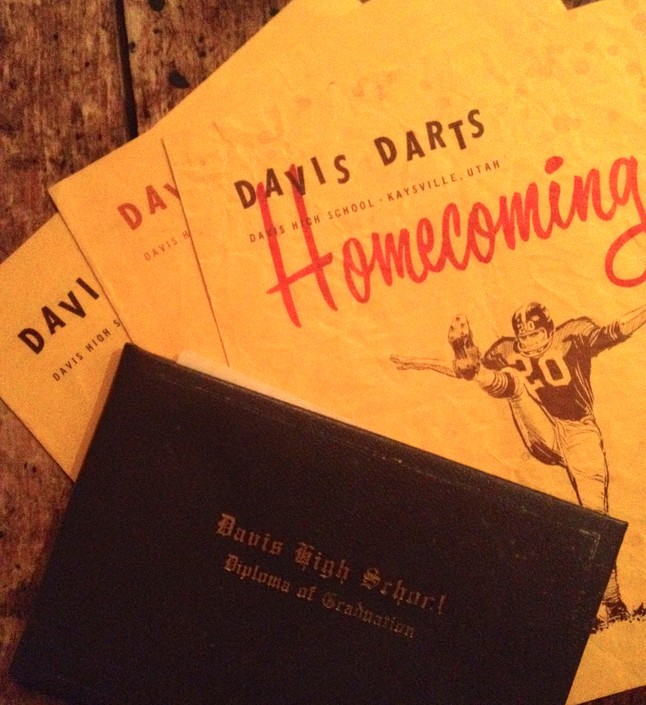 DAVIS DARTS
DAVIS HIGH SCHOOL - KAYSVILLE, UTAH
Homecoming
20
20
DAV
DAVIS H
DAVI
DAVIS HIGH S
Davis High School
Diploma of Graduation